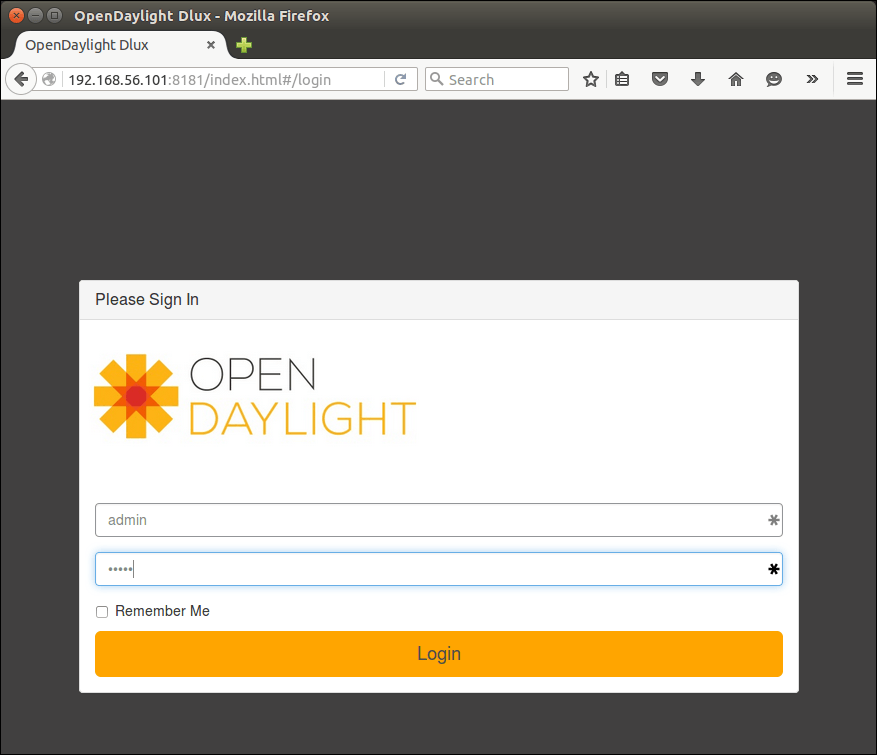 OpenDaylight Dlux - Mozilla Firefox
OpenDaylight Dlux
192.168.56.101:8181/index.html#/login
Search
Please Sign In
OPEN
DAYLIGHT
admin
•••••
Remember Me
Login